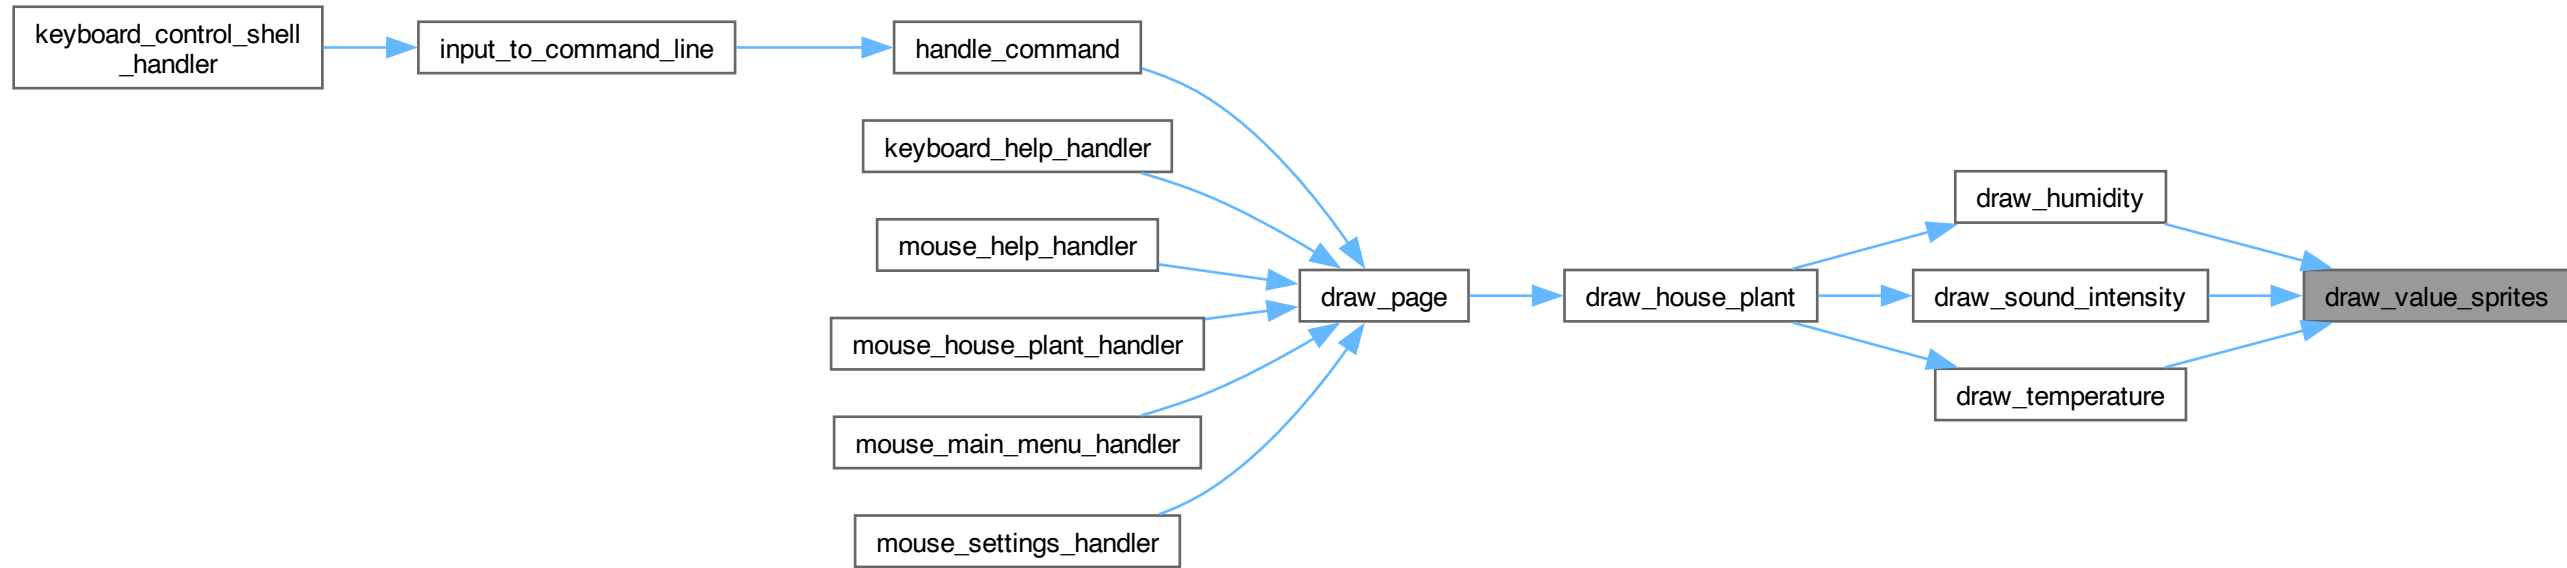 keyboard_control_shell
_handler
input_to_command_line
handle_command
keyboard_help_handler
mouse_help_handler
mouse_house_plant_handler
mouse_main_menu_handler
mouse_settings_handler
draw_page
draw_house_plant
draw_humidity
draw_sound_intensity
draw_temperature
draw_value_sprites